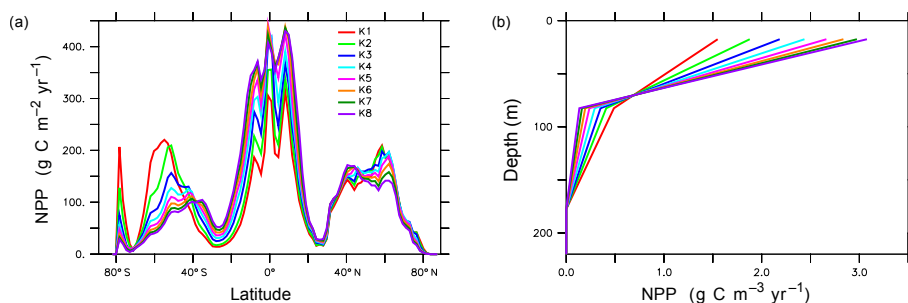 (a)
NPP (g C m⁻² yr⁻¹)
400.
300.
200.
100.
0.
80° S
40° S
0°
40° N
80° N
Latitude
K1
K2
K3
K4
K5
K6
K7
K8
(b)
Depth (m)
0
100
200
0.0
1.0
2.0
3.0
NPP (g C m⁻³ yr⁻¹)